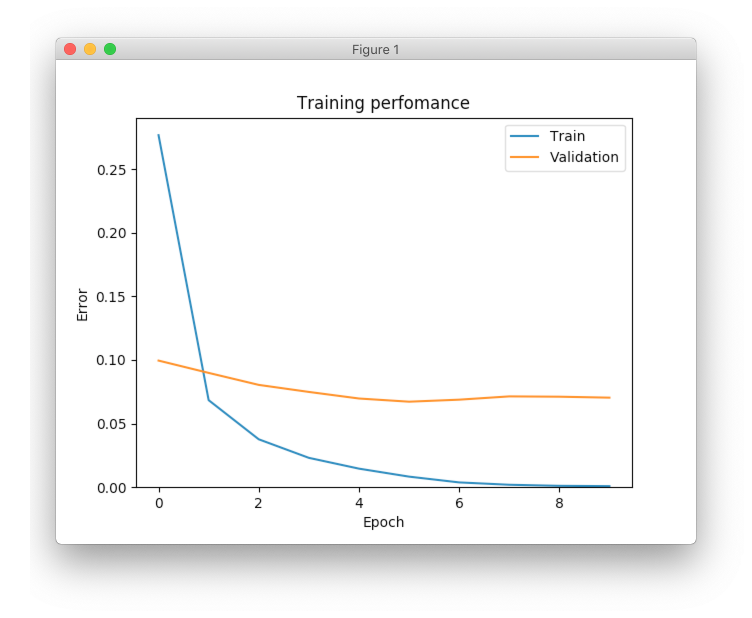 Figure 1
Training perfomance
Train
Validation
0.25
0.20
0.15
0.10
0.05
0.00
Error
0 2 4 6 8
Epoch